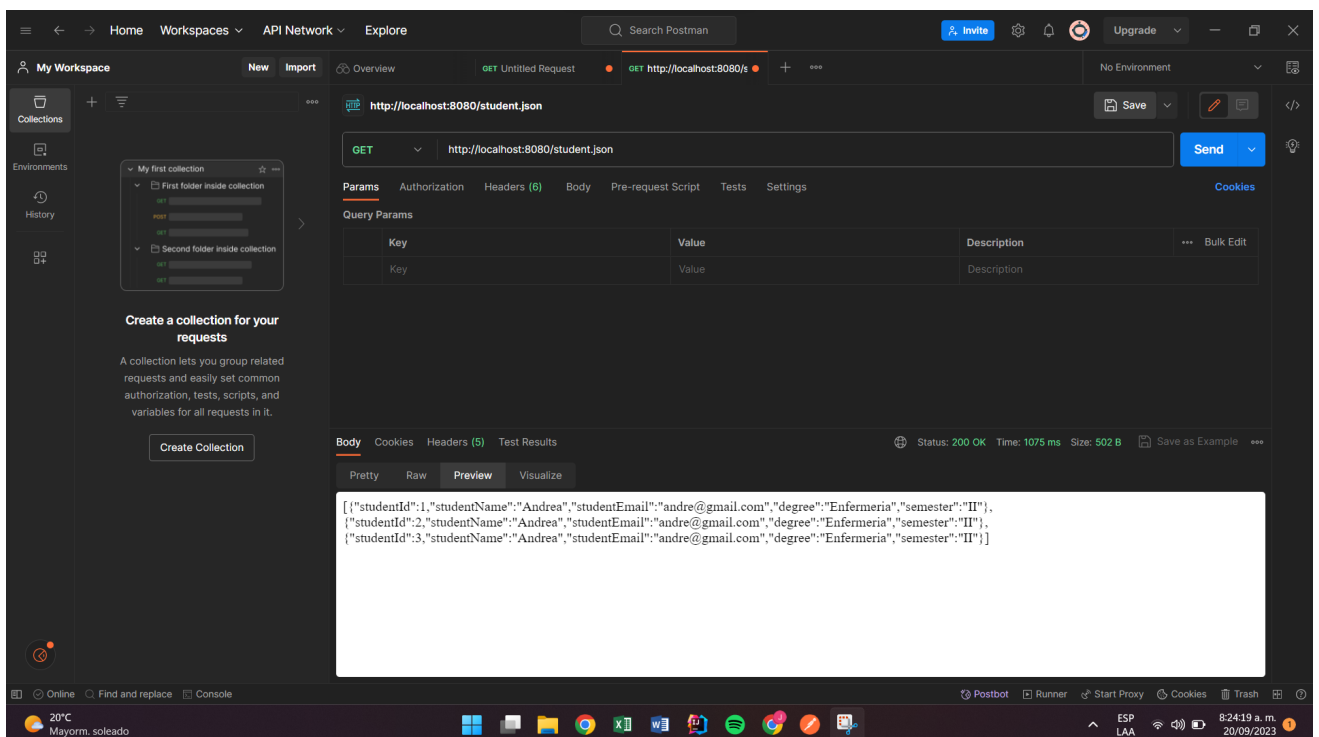 Home Workspaces API Network Explore Search Postman Invite Upgrade
My Workspace New Import Overview GET Untitled Request GET http://localhost:8080/s No Environment
Collections
Environments
History
My first collection
First folder inside collection
GET
POST
GET
Second folder inside collection
GET
GET
Create a collection for your
requests
A collection lets you group related
requests and easily set common
authorization, tests, scripts, and
variables for all requests in it.
Create Collection
HTTP http://localhost:8080/student.json Save
GET http://localhost:8080/student.json Send
Params Authorization Headers (6) Body Pre-request Script Tests Settings Cookies
Query Params
Key Value Description Bulk Edit
Key Value Description
Body Cookies Headers (5) Test Results Status: 200 OK Time: 1075 ms Size: 502 B Save as Example
Pretty Raw Preview Visualize
[{"studentId":1,"studentName":"Andrea","studentEmail":"andre@gmail.com","degree":"Enfermeria","semester":"II"},
{"studentId":2,"studentName":"Andrea","studentEmail":"andre@gmail.com","degree":"Enfermeria","semester":"II"},
{"studentId":3,"studentName":"Andrea","studentEmail":"andre@gmail.com","degree":"Enfermeria","semester":"II"}]
Online Find and replace Console Postbot Runner Start Proxy Cookies Trash
20°C
Mayorm. soleado
ESP
LAA
8:24:19 a. m.
20/09/2023
1